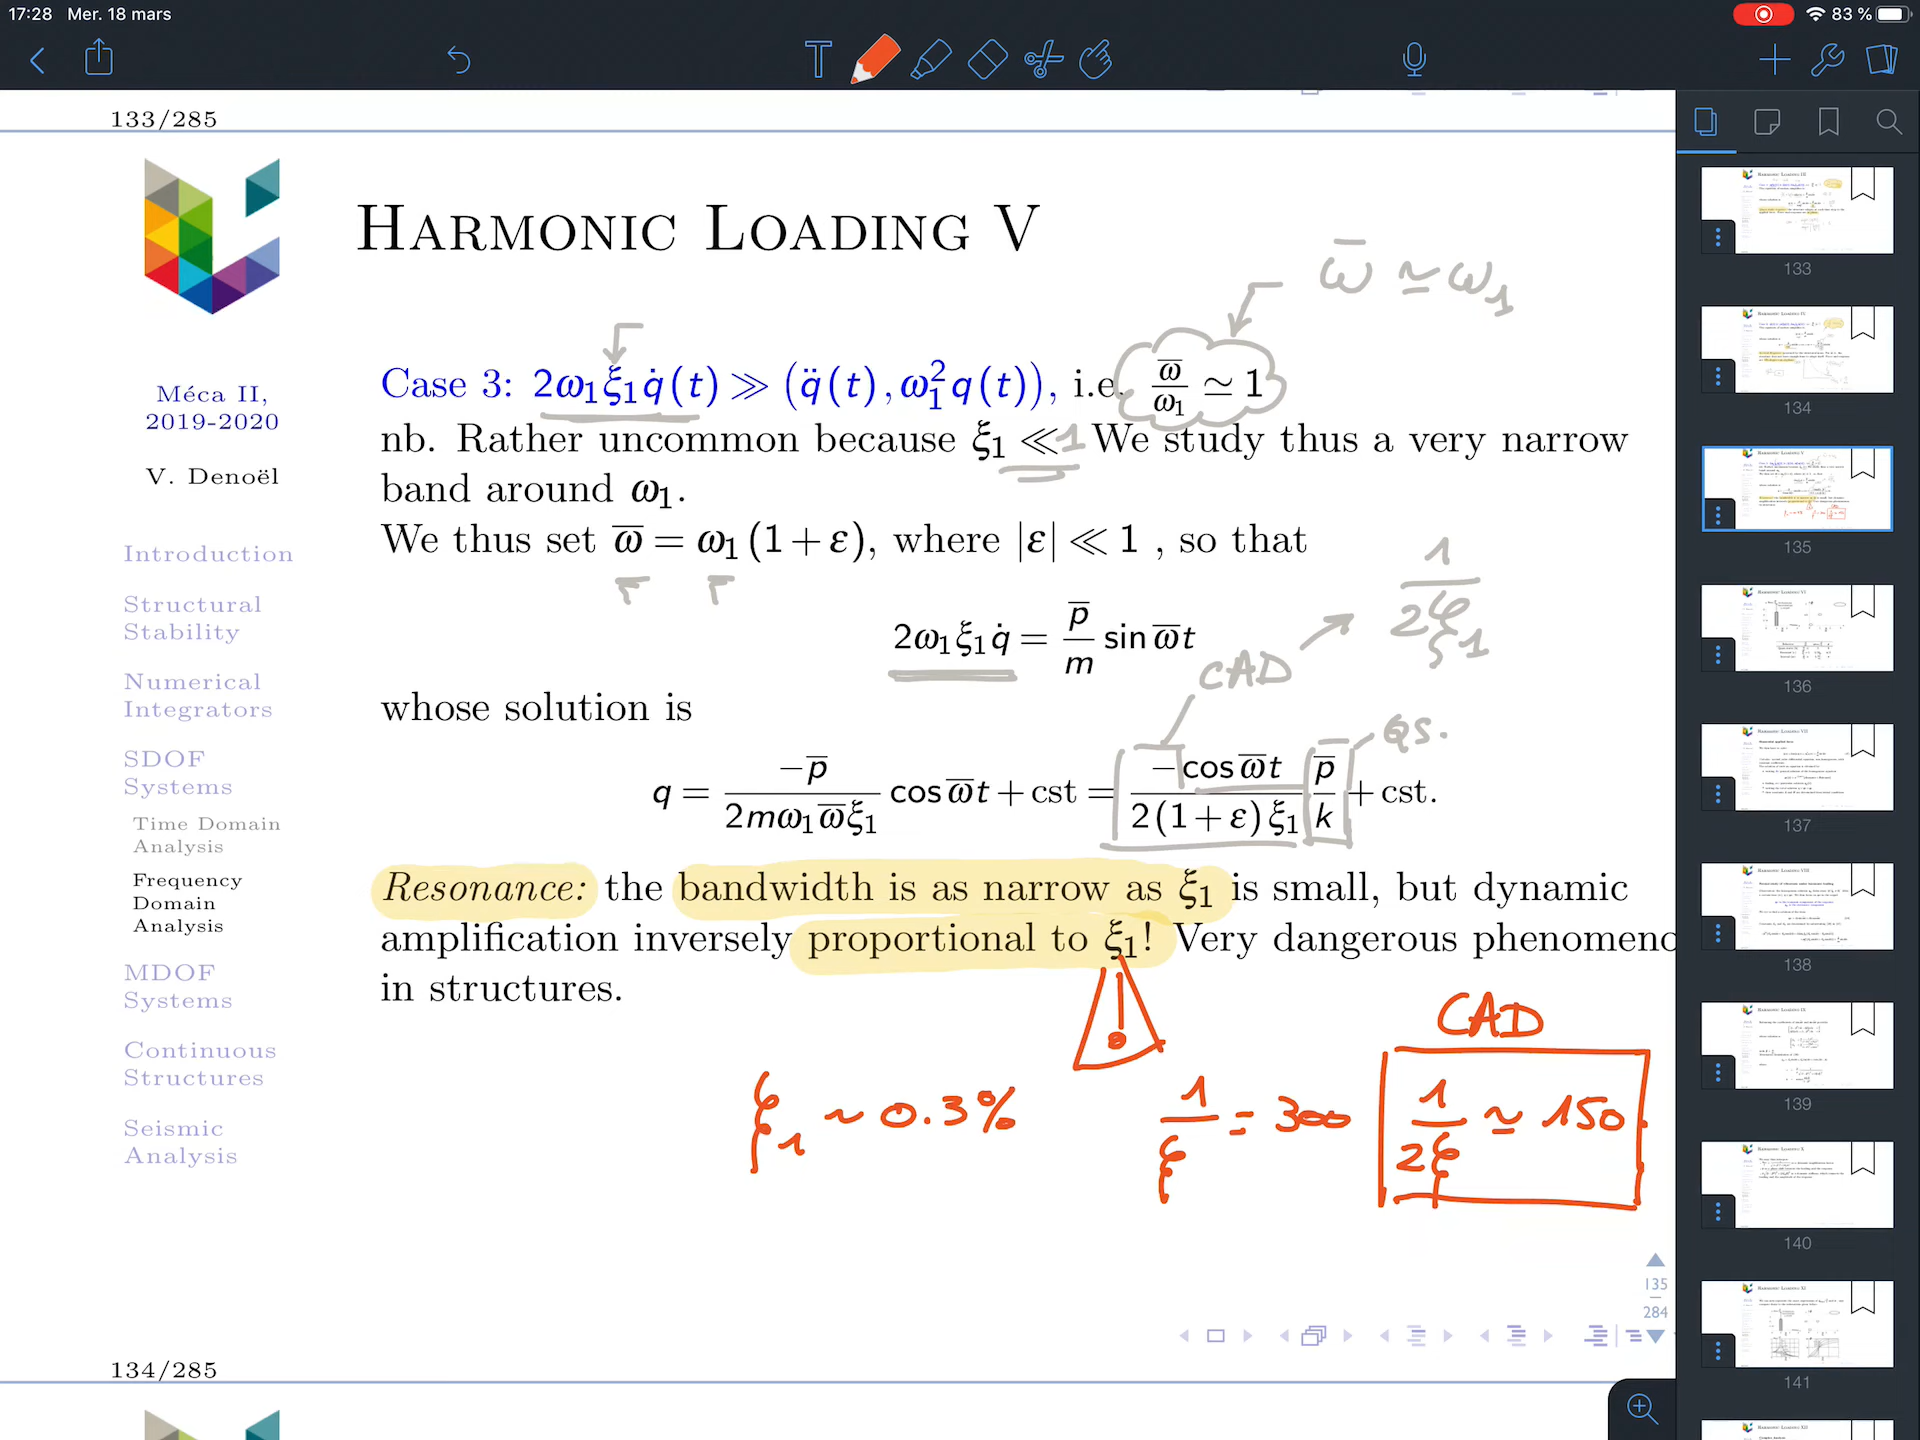 17:28 Mer. 18 mars
83 %
133/285
HARMONIC LOADING V
ω̅ ≃ ω₁
Méca II,
2019-2020
V. Denoël
Introduction
Structural
Stability
Numerical
Integrators
SDOF
Systems
Time Domain
Analysis
Frequency
Domain
Analysis
MDOF
Systems
Continuous
Structures
Seismic
Analysis
Case 3: 2ω₁ξ₁q̇(t) ≫ (q̈(t), ω₁²q(t)), i.e. ω̅/ω₁ ≃ 1
nb. Rather uncommon because ξ₁ ≪ 1 We study thus a very narrow
band around ω₁.
We thus set ω̅ = ω₁(1+ε), where |ε| ≪ 1 , so that
2ω₁ξ₁q̇ = p̅/m sin ω̅t
CAD
1/2ξ₁
whose solution is
QS.
q = −p̅/2mω₁ω̅ξ₁ cos ω̅t + cst = −cos ω̅t/2(1+ε)ξ₁ p̅/k + cst.
Resonance: the bandwidth is as narrow as ξ₁ is small, but dynamic
amplification inversely proportional to ξ₁! Very dangerous phenomeno
in structures.
CAD
ξ₁ ~ 0.3%
1/ξ = 300
1/2ξ ≃ 150
135
284
134/285
133
134
135
136
137
138
139
140
141